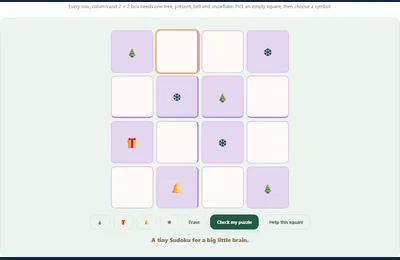 Every row, column and 2 × 2 box needs one tree, present, bell and snowflake. Pick an empty square, then choose a symbol.
Erase
Check my puzzle
Help this square
A tiny Sudoku for a big little brain.